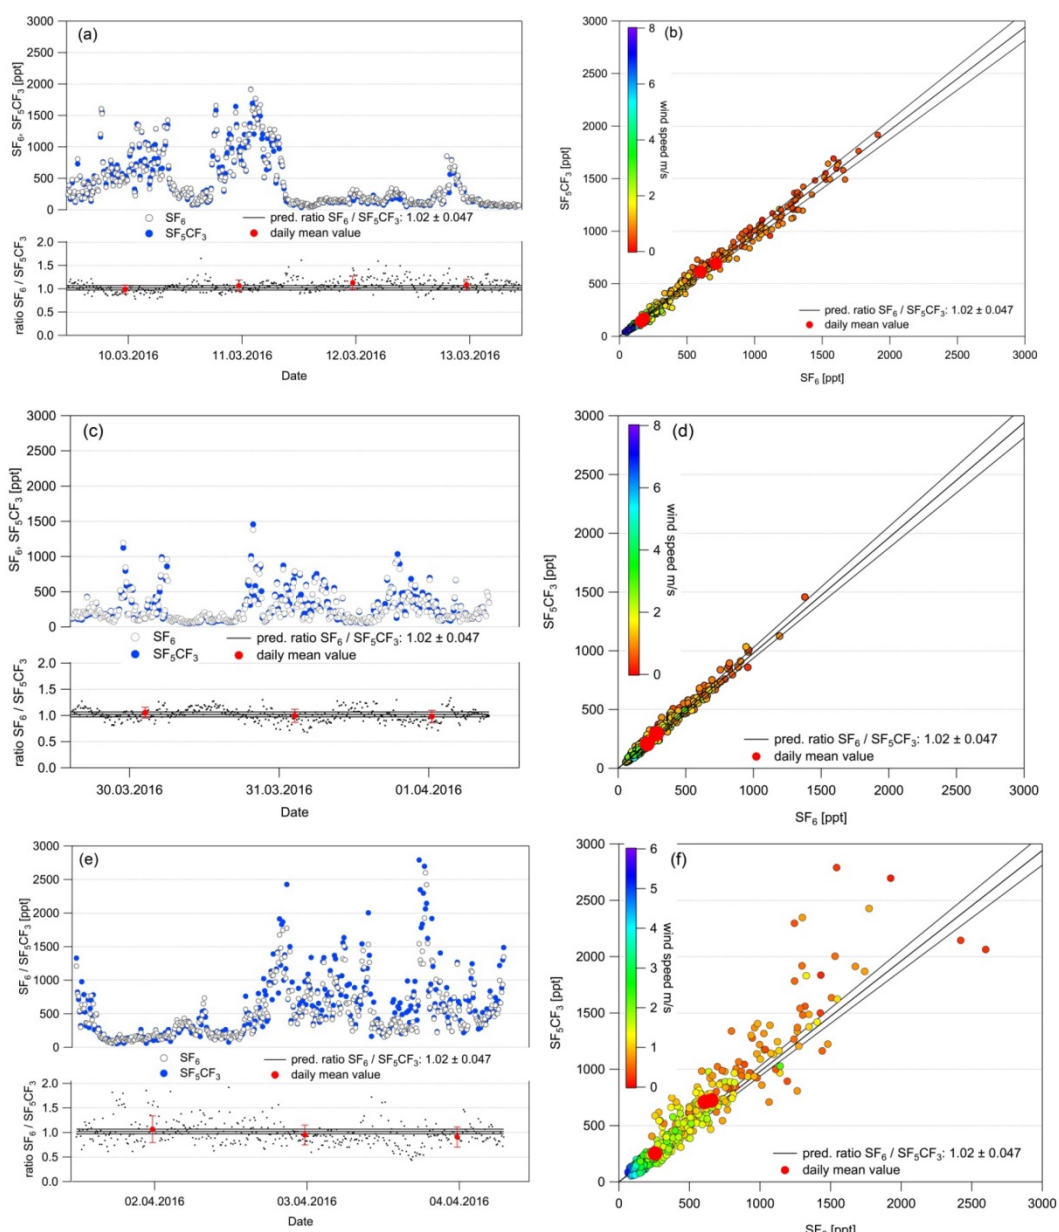 (a)
3000
2500
2000
1500
1000
500
0
SF₆, SF₅CF₃ [ppt]
SF₆
SF₅CF₃
pred. ratio SF₆ / SF₅CF₃: 1.02 ± 0.047
daily mean value
2.0
1.5
1.0
0.5
0.0
ratio SF₆ / SF₅CF₃
10.03.2016 11.03.2016 12.03.2016 13.03.2016
Date
(b)
3000
2500
2000
1500
1000
500
0
SF₅CF₃ [ppt]
8
6
4
2
0
wind speed m/s
pred. ratio SF₆ / SF₅CF₃: 1.02 ± 0.047
daily mean value
0 500 1000 1500 2000 2500 3000
SF₆ [ppt]
(c)
3000
2500
2000
1500
1000
500
0
SF₆, SF₅CF₃ [ppt]
SF₆
SF₅CF₃
pred. ratio SF₆ / SF₅CF₃: 1.02 ± 0.047
daily mean value
2.0
1.5
1.0
0.5
0.0
ratio SF₆ / SF₅CF₃
30.03.2016 31.03.2016 01.04.2016
Date
(d)
3000
2500
2000
1500
1000
500
0
SF₅CF₃ [ppt]
8
6
4
2
0
wind speed m/s
pred. ratio SF₆ / SF₅CF₃: 1.02 ± 0.047
daily mean value
0 500 1000 1500 2000 2500 3000
SF₆ [ppt]
(e)
3000
2500
2000
1500
1000
500
0
SF₆ / SF₅CF₃ [ppt]
SF₆
SF₅CF₃
pred. ratio SF₆ / SF₅CF₃: 1.02 ± 0.047
daily mean value
2.0
1.5
1.0
0.5
0.0
ratio SF₆ / SF₅CF₃
02.04.2016 03.04.2016 04.04.2016
Date
(f)
3000
2500
2000
1500
1000
500
0
SF₅CF₃ [ppt]
6
5
4
3
2
1
0
wind speed m/s
pred. ratio SF₆ / SF₅CF₃: 1.02 ± 0.047
daily mean value
0 500 1000 1500 2000 2500 3000